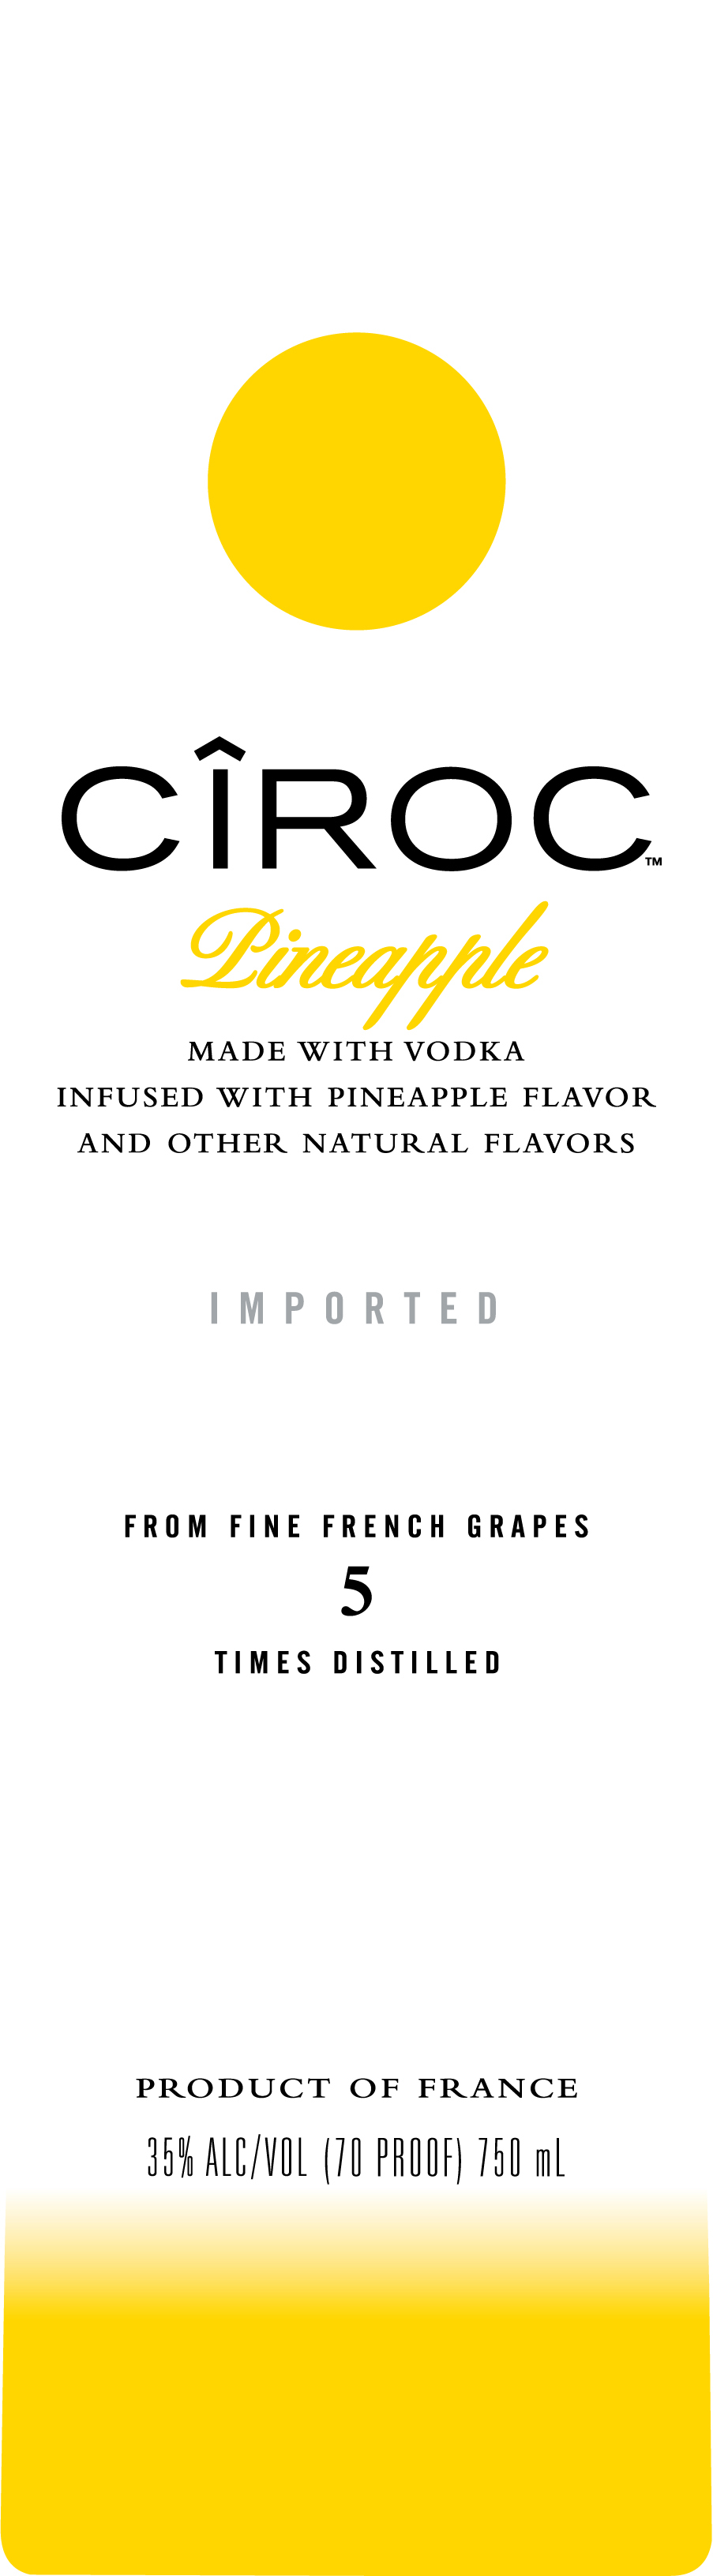 CÎROC™
Pineapple
MADE WITH VODKA
INFUSED WITH PINEAPPLE FLAVOR
AND OTHER NATURAL FLAVORS
IMPORTED
FROM FINE FRENCH GRAPES
5
TIMES DISTILLED
PRODUCT OF FRANCE
35% ALC/VOL (70 PROOF) 750 mL